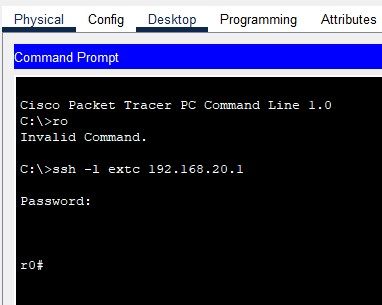 Physical Config Desktop Programming Attributes
Command Prompt
Cisco Packet Tracer PC Command Line 1.0
C:\>ro
Invalid Command.
C:\>ssh -l extc 192.168.20.1
Password:
r0#